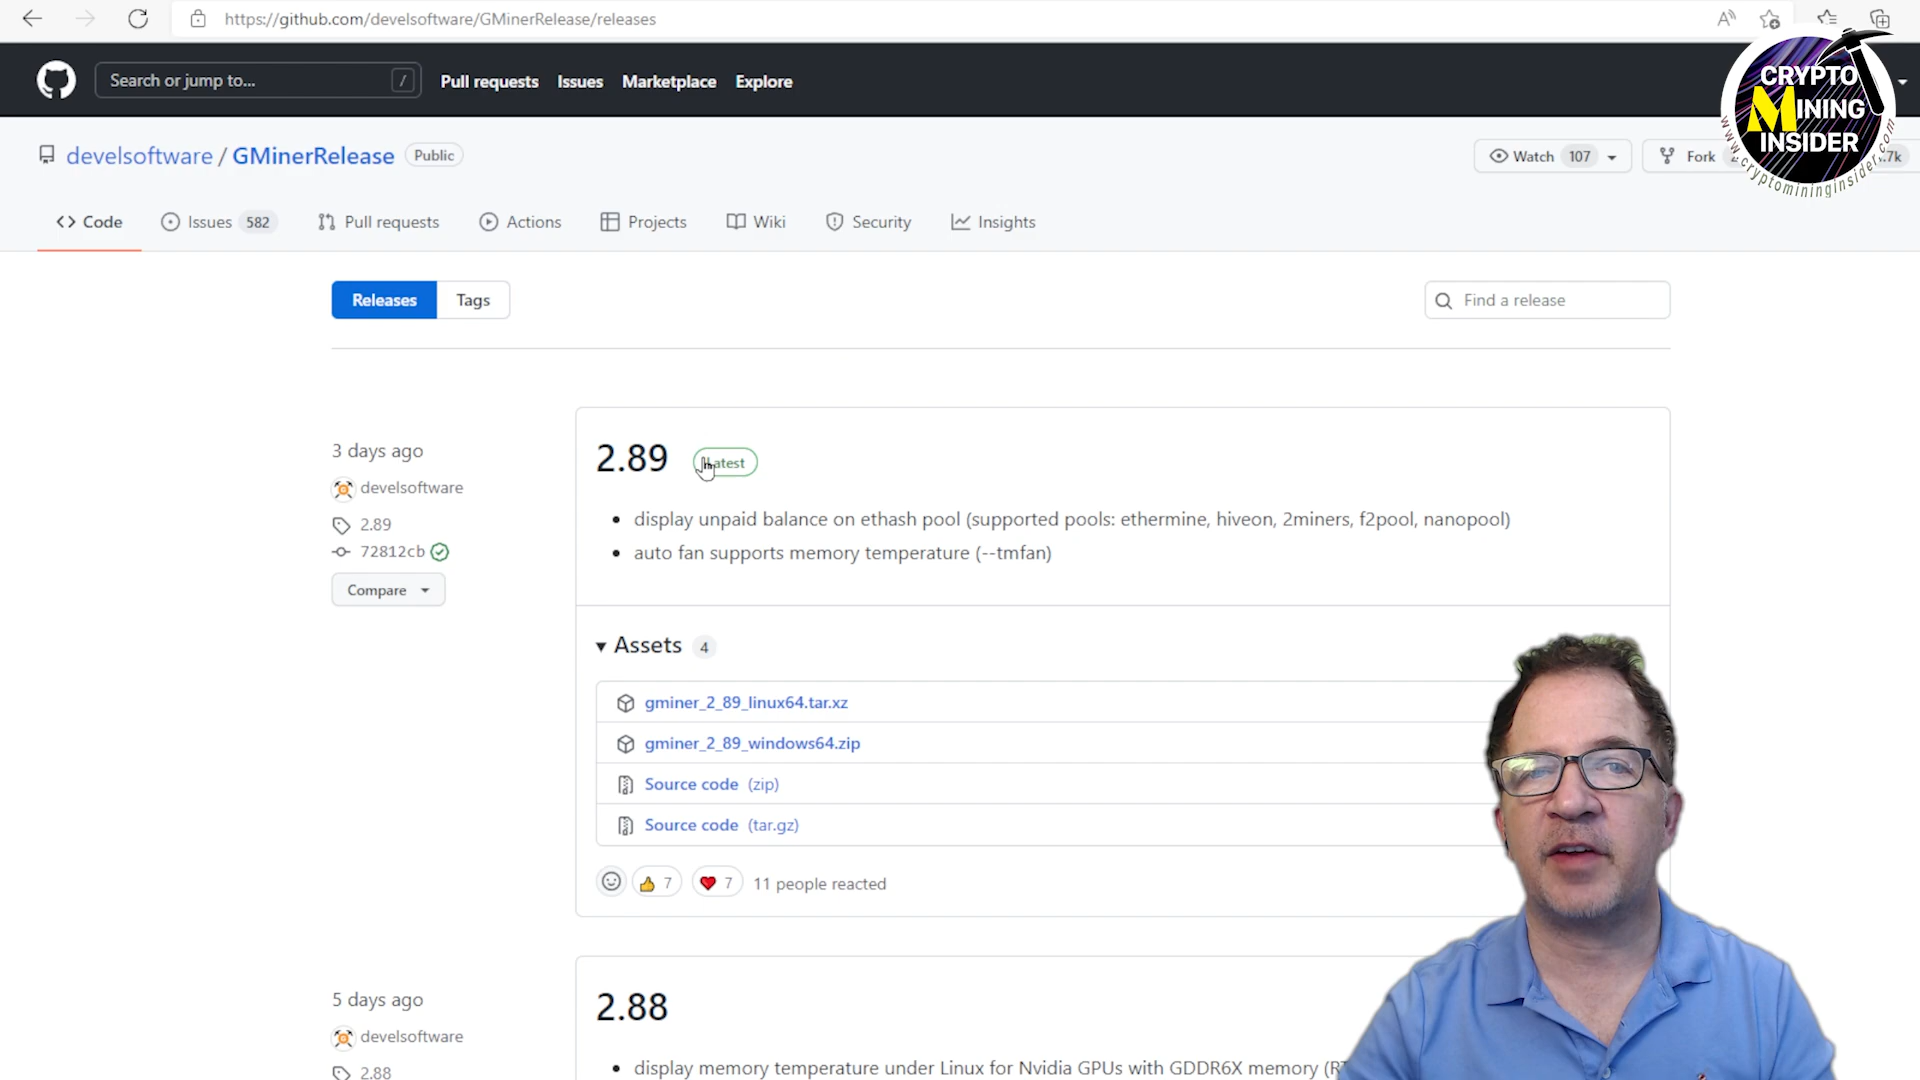 https://github.com/develsoftware/GMinerRelease/releases
Search or jump to...
/
Pull requests
Issues
Marketplace
Explore
CRYPTO
MINING
INSIDER
www.cryptomininginsider.com
develsoftware / GMinerRelease
Public
Watch 107
Fork
.7k
Code
Issues 582
Pull requests
Actions
Projects
Wiki
Security
Insights
Releases
Tags
Find a release
3 days ago
develsoftware
2.89
72812cb
Compare
2.89
Latest
display unpaid balance on ethash pool (supported pools: ethermine, hiveon, 2miners, f2pool, nanopool)
auto fan supports memory temperature (--tmfan)
Assets 4
gminer_2_89_linux64.tar.xz
gminer_2_89_windows64.zip
Source code (zip)
Source code (tar.gz)
7
7
11 people reacted
5 days ago
develsoftware
2.88
2.88
display memory temperature under Linux for Nvidia GPUs with GDDR6X memory